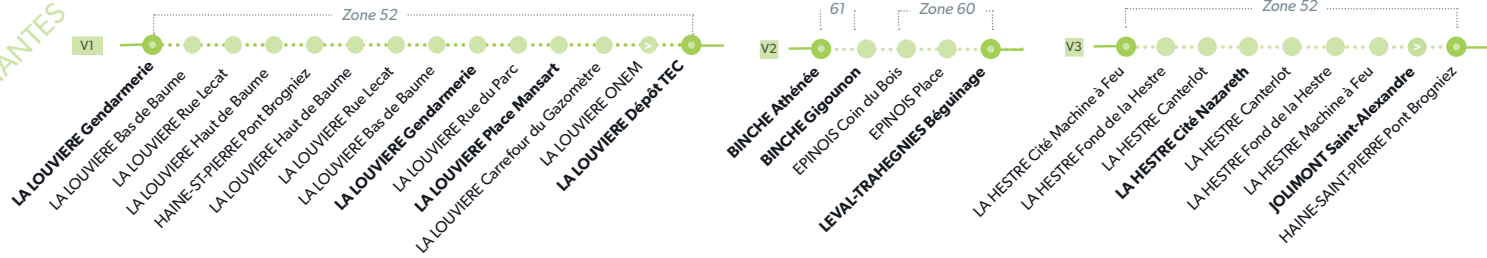 ANTES
Zone 52
V1
LA LOUVIERE Gendarmerie
LA LOUVIERE Bas de Baume
LA LOUVIERE Rue Lecat
LA LOUVIERE Haut de Baume
HAINE-ST-PIERRE Pont Brogniez
LA LOUVIERE Haut de Baume
LA LOUVIERE Rue Lecat
LA LOUVIERE Bas de Baume
LA LOUVIERE Gendarmerie
LA LOUVIERE Rue du Parc
LA LOUVIERE Place Mansart
LA LOUVIERE Carrefour du Gazomètre
LA LOUVIERE ONEM
LA LOUVIERE Dépôt TEC
61
Zone 60
V2
BINCHE Athénée
BINCHE Gigounon
EPINOIS Coin du Bois
EPINOIS Place
LEVAL-TRAHEGNIES Béguinage
Zone 52
V3
LA HESTRE Cité Machine à Feu
LA HESTRE Fond de la Hestre
LA HESTRE Canterlot
LA HESTRE Cité Nazareth
LA HESTRE Cantelot
LA HESTRE Fond de la Hestre
LA HESTRE Machine à Feu
JOLIMONT Saint-Alexandre
HAINE-SAINT-PIERRE Pont Brogniez